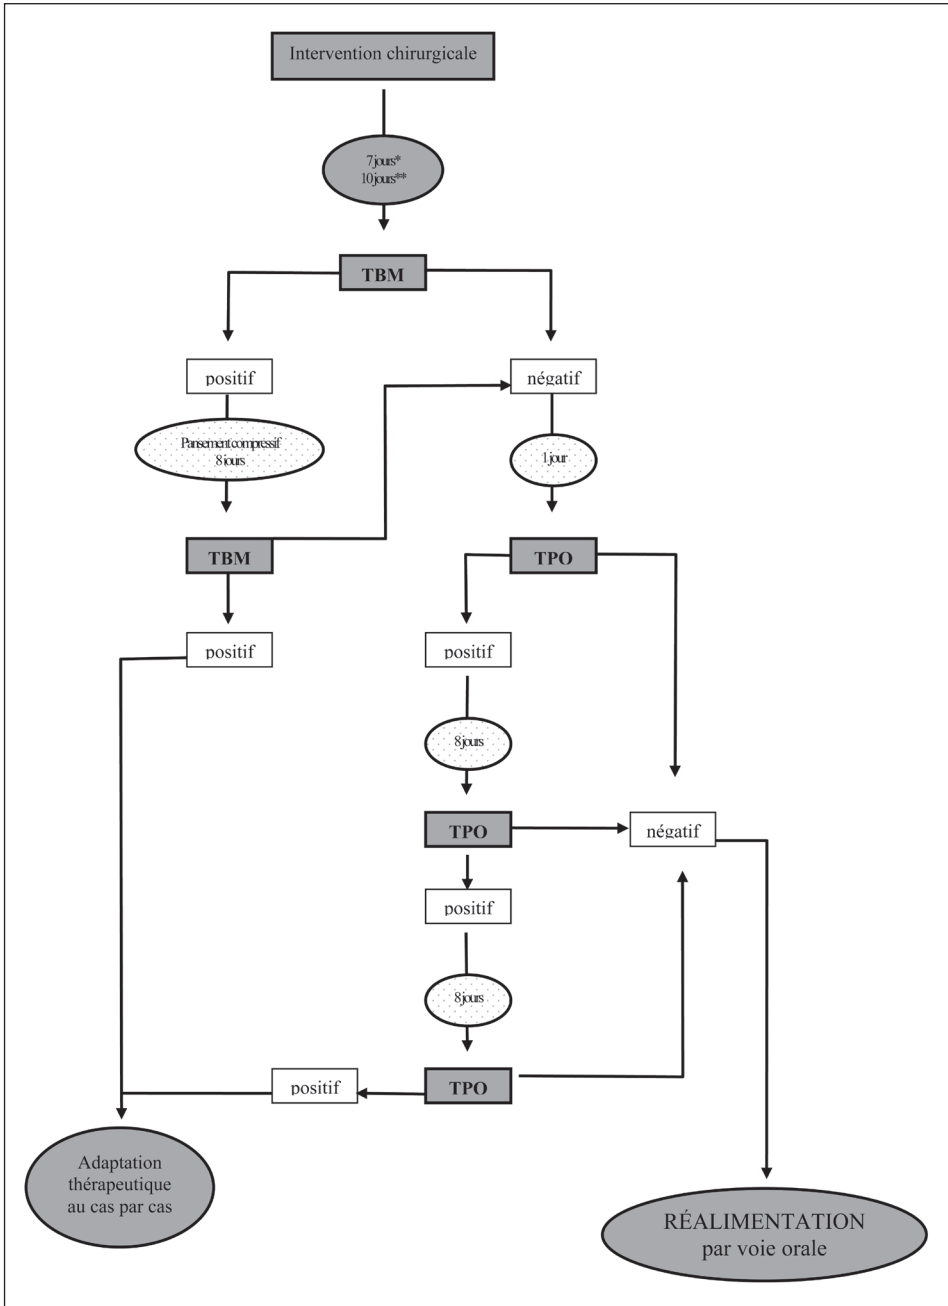 Intervention chirurgicale
7 jours*
10 jours**
TBM
positif
négatif
Pansement compressif
8 jours
1 jour
TBM
TPO
positif
positif
8 jours
TPO
négatif
positif
8 jours
positif
TPO
Adaptation
thérapeutique
au cas par cas
RÉALIMENTATION
par voie orale